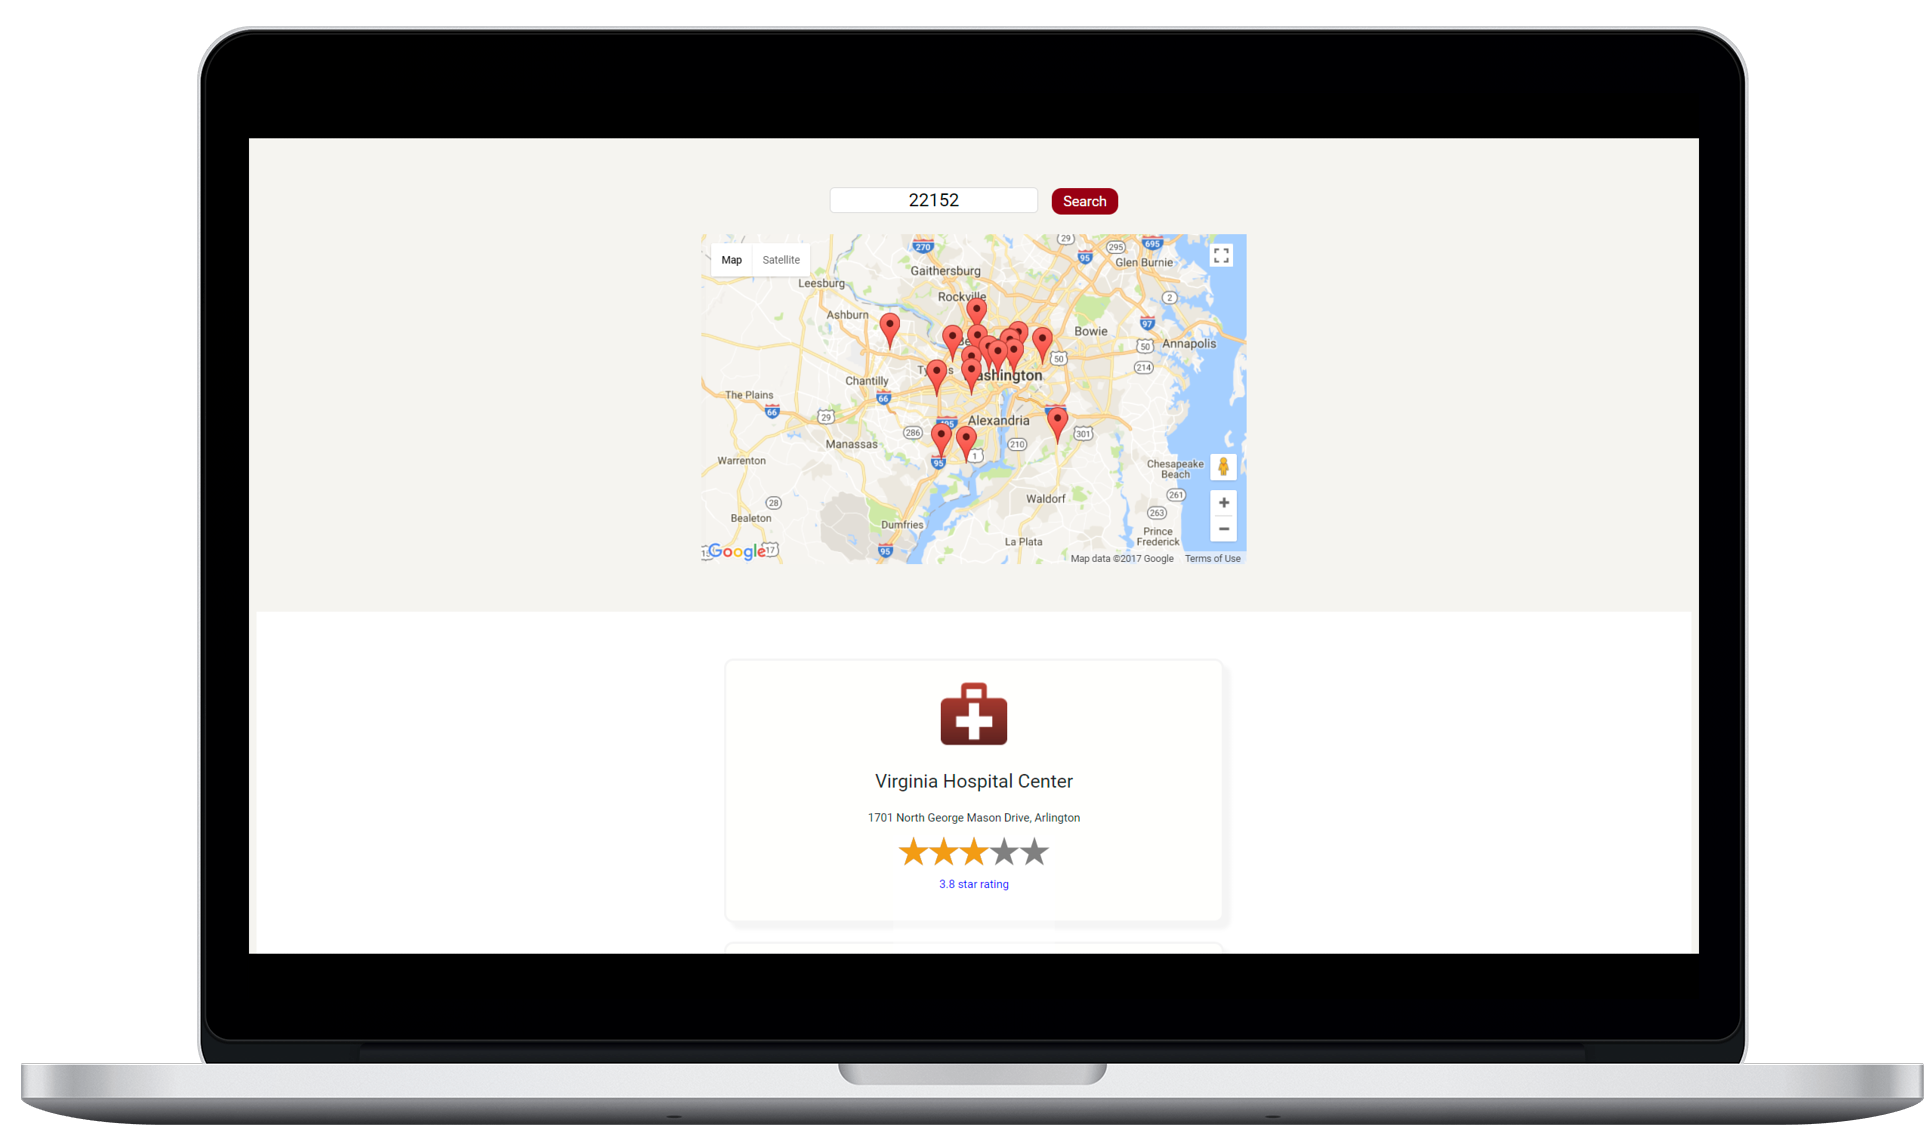 22152
Search
Map
Satellite
270
29
295
695
95
Glen Burnie
Gaithersburg
Leesburg
Rockville
2
Ashburn
97
Bowie
50
Annapolis
50
214
ashington
Chantilly
66
The Plains
66
29
Alexandria
286
301
Manassas
210
95
1
Warrenton
Chesapeake
Beach
261
Waldorf
28
263
Bealeton
Dumfries
Prince
Frederick
La Plata
95
Google
17
Map data ©2017 Google
Terms of Use
Virginia Hospital Center
1701 North George Mason Drive, Arlington
3.8 star rating